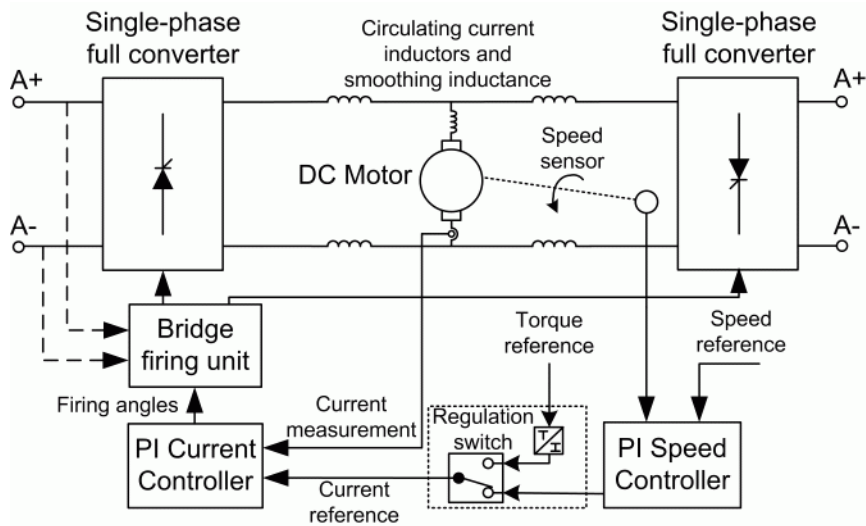 Single-phase
full converter
Circulating current
inductors and
smoothing inductance
Single-phase
full converter
A+
A+
DC Motor
Speed
sensor
A-
A-
Bridge
firing unit
Torque
reference
Speed
reference
Firing angles
Current
measurement
Regulation
switch
T
I
PI Current
Controller
PI Speed
Controller
Current
reference